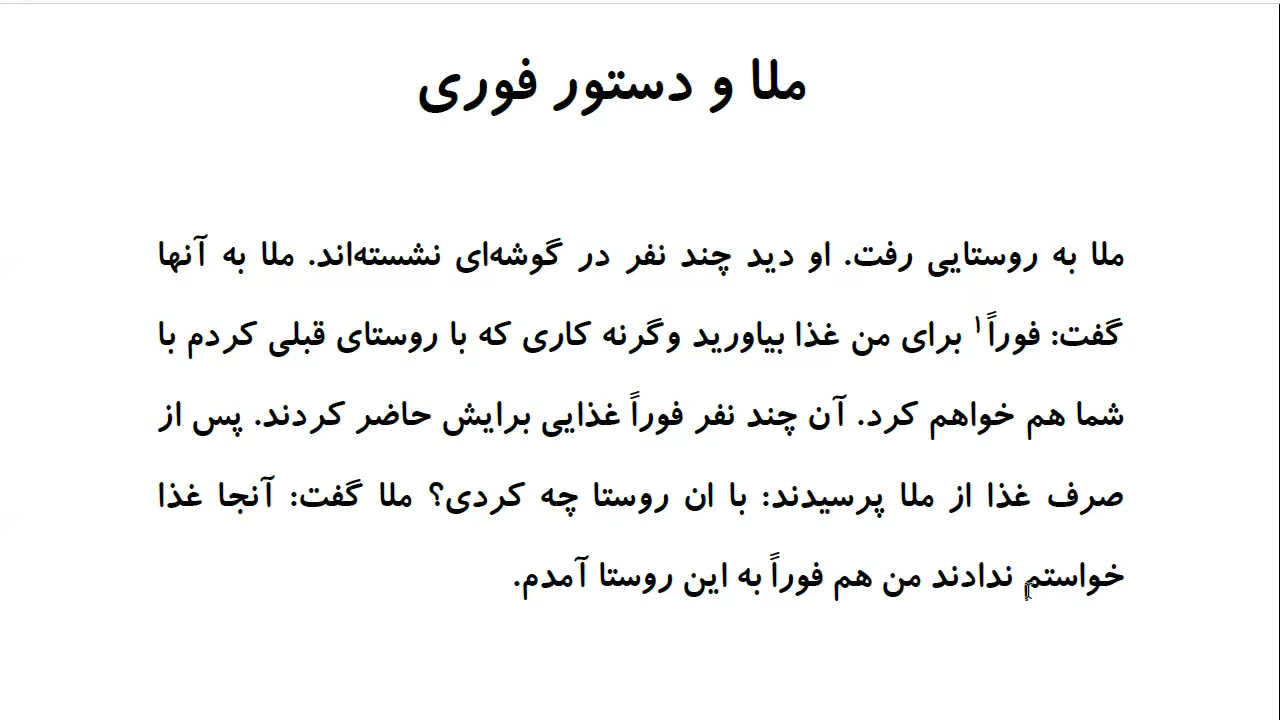 ملا و دستور فوری
ملا به روستایی رفت. او دید چند نفر در گوشه‌ای نشسته‌اند. ملا به آنها
گفت: فوراً۱ برای من غذا بیاورید وگرنه کاری که با روستای قبلی کردم با
شما هم خواهم کرد. آن چند نفر فوراً غذایی برایش حاضر کردند. پس از
صرف غذا از ملا پرسیدند: با ان روستا چه کردی؟ ملا گفت: آنجا غذا
خواستم ندادند من هم فوراً به این روستا آمدم.